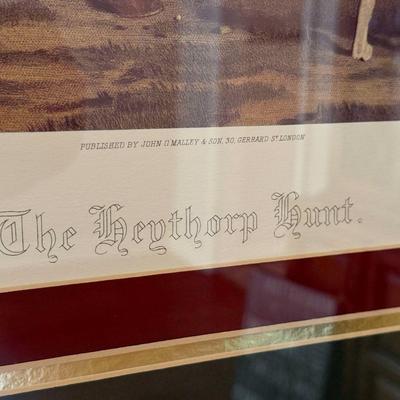 PUBLISHED BY JOHN O'MALLEY & SON, 30, GERRARD ST. LONDON
The Heythorp Hunt.